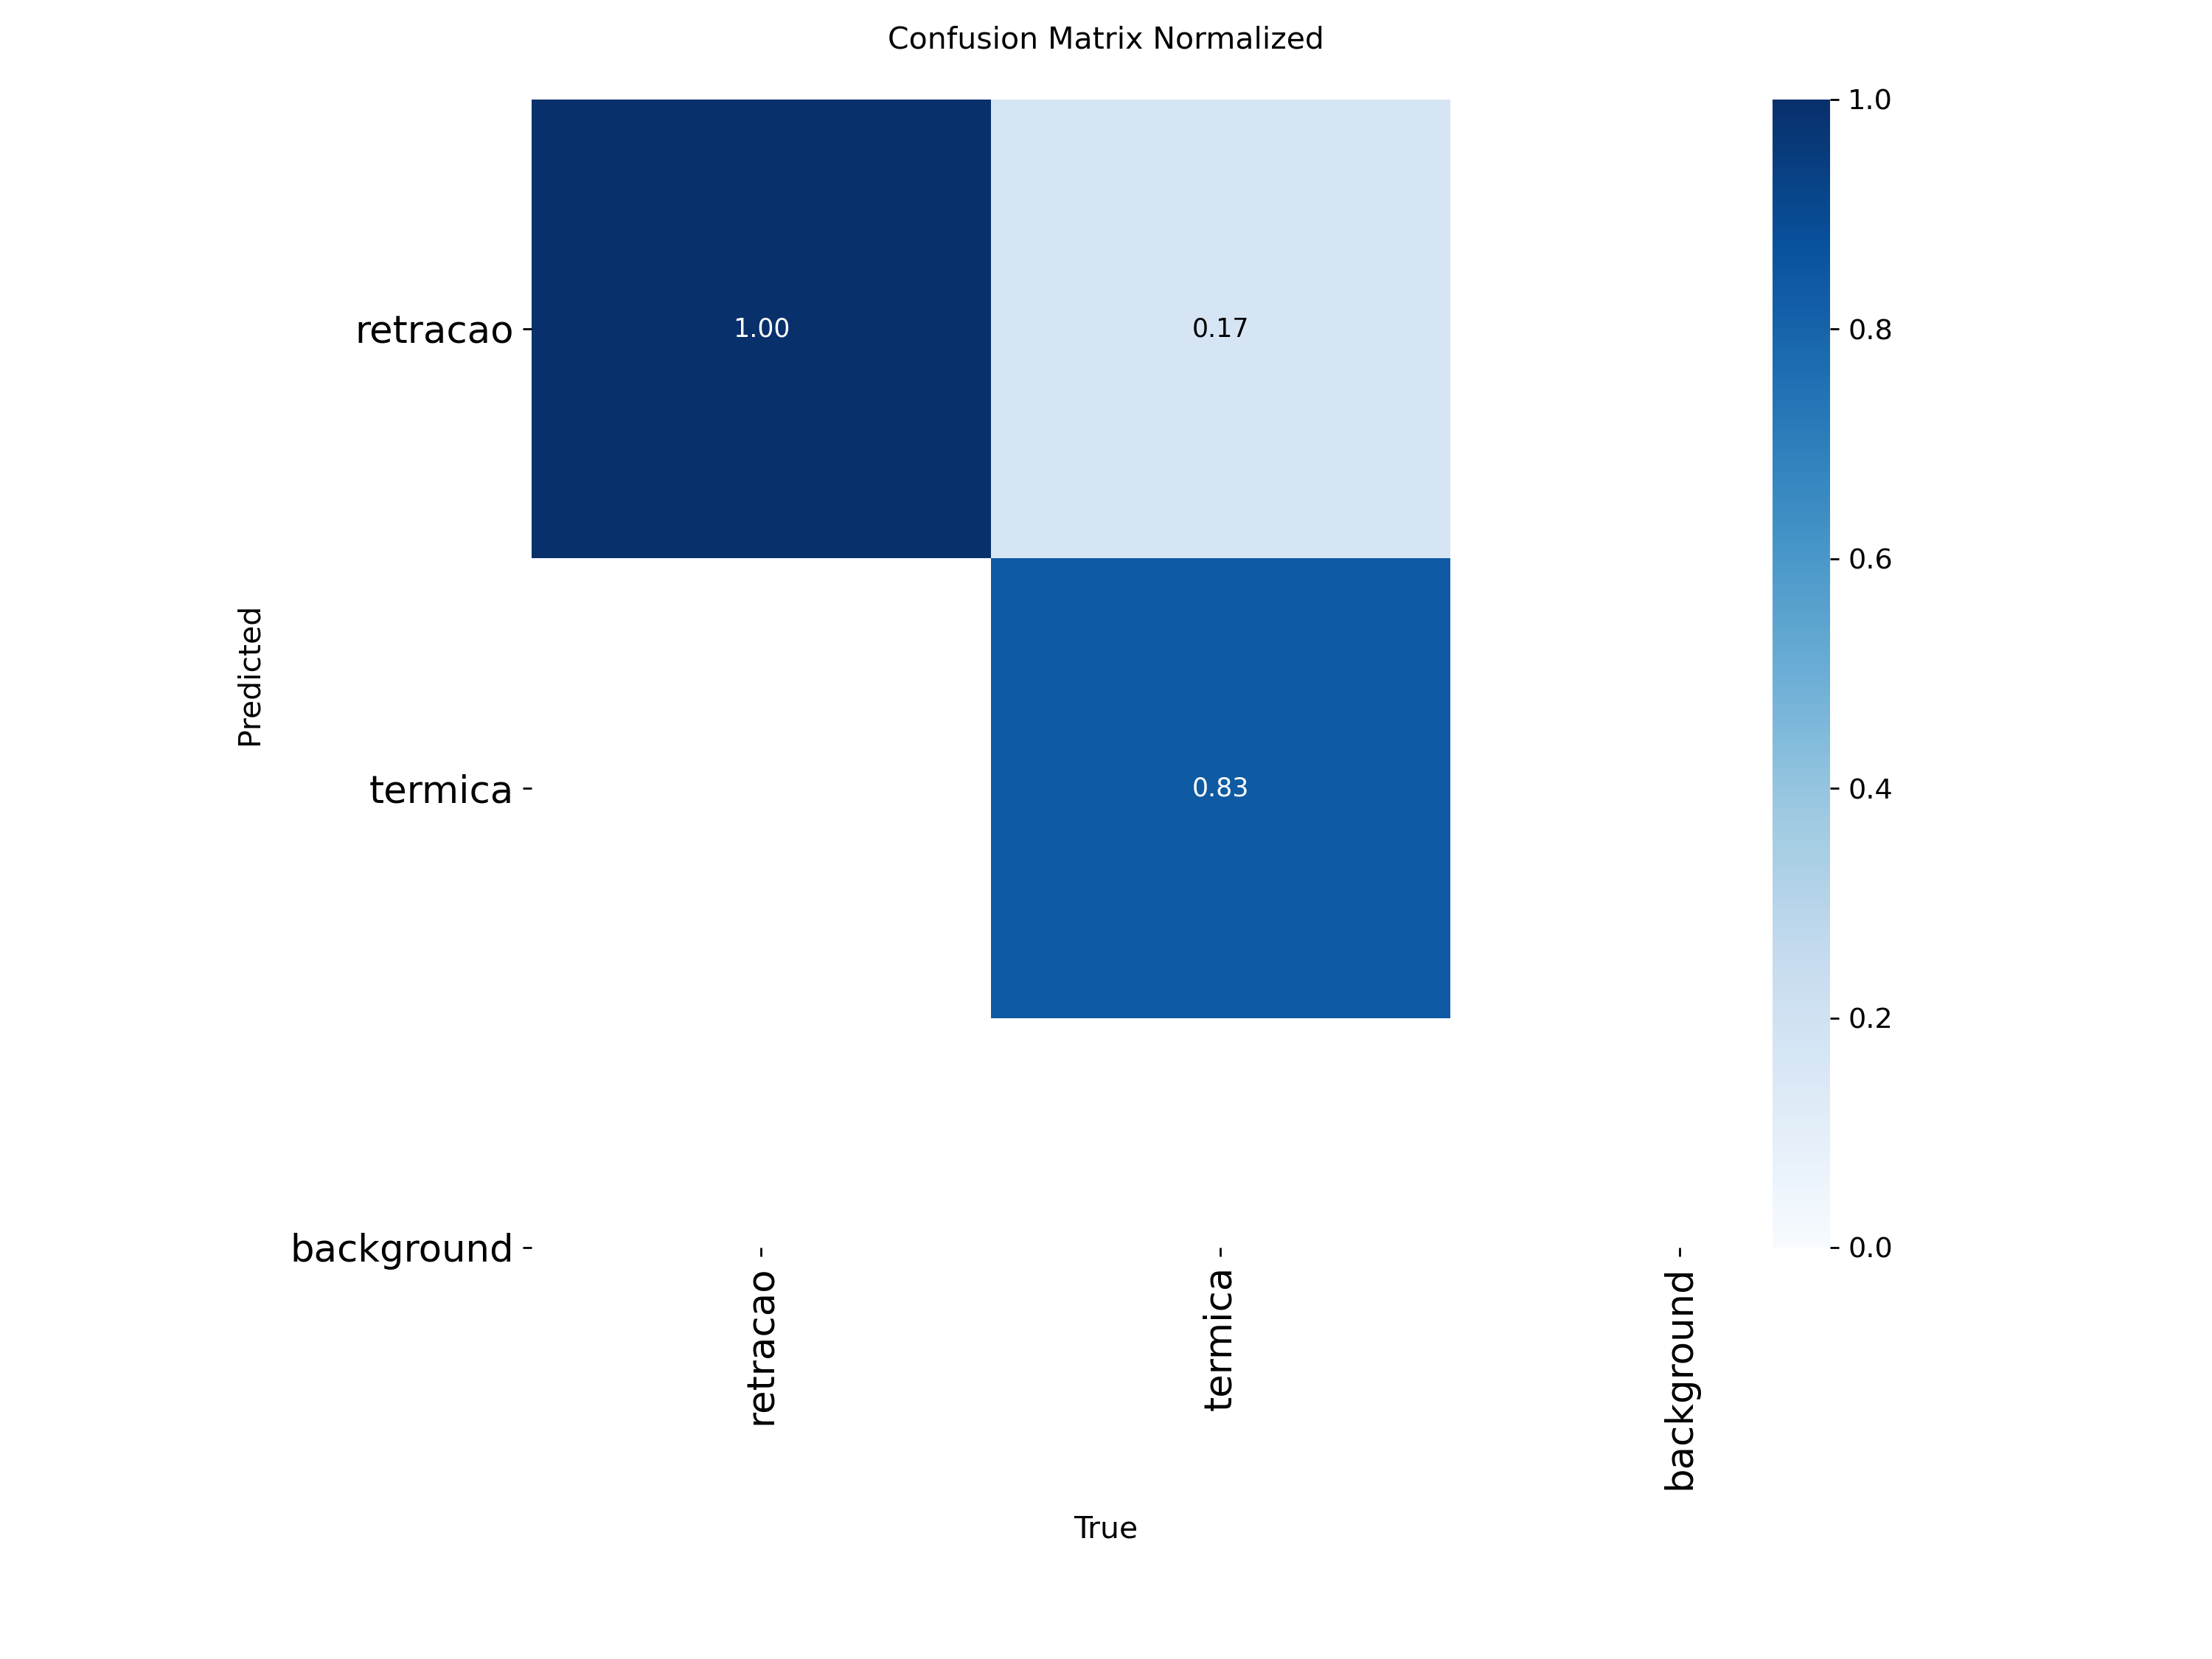 Confusion Matrix Normalized
1.0
retracao
1.00
0.17
0.8
0.6
Predicted
termica
0.83
0.4
0.2
background
0.0
retracao
termica
background
True